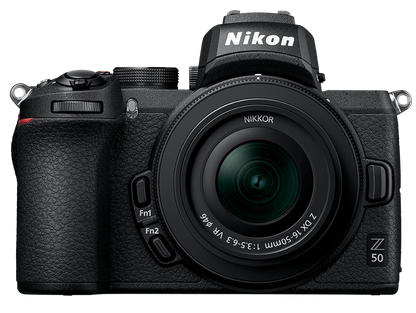 Nikon
NIKKOR
Z DX 16-50mm 1:3.5-6.3 VR ⌀46
Fn1
Fn2
Z
50